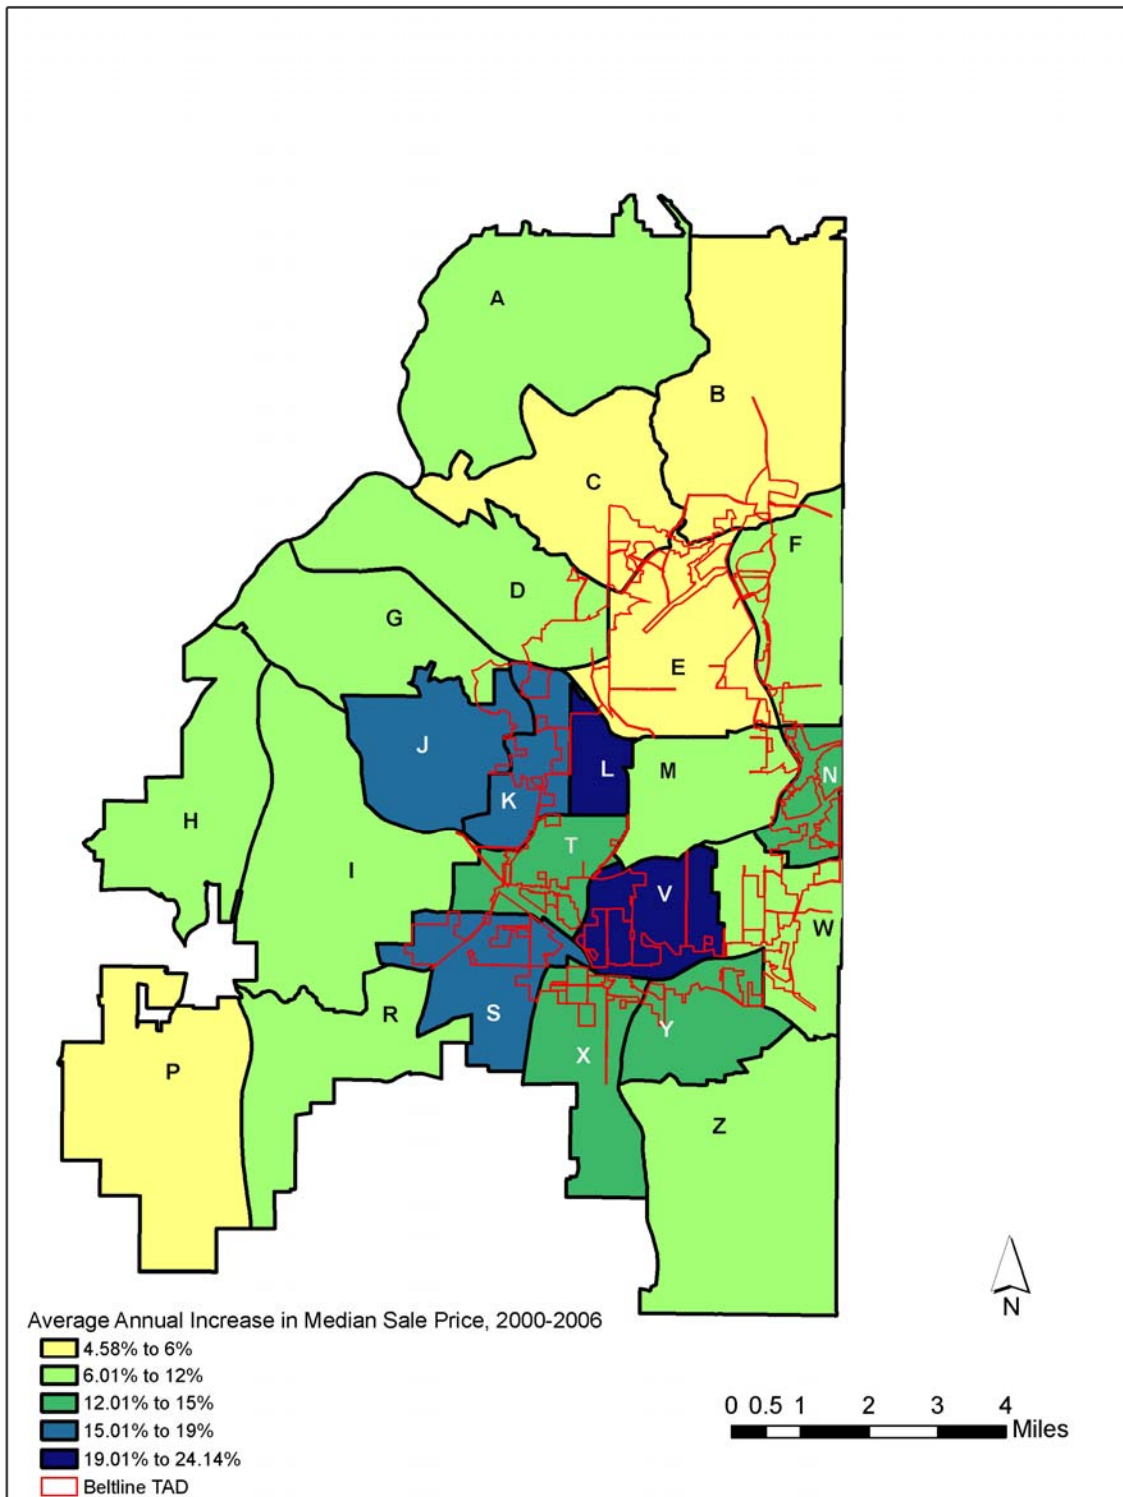 A
B
C
F
D
G
E
J
L
M
N
K
H
T
I
V
W
R
S
Y
X
P
Z
N
Average Annual Increase in Median Sale Price, 2000-2006
4.58% to 6%
6.01% to 12%
12.01% to 15%
15.01% to 19%
19.01% to 24.14%
Beltline TAD
0 0.5 1 2 3 4
Miles